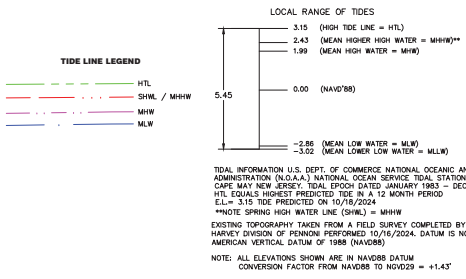 LOCAL RANGE OF TIDES
3.15 (HIGH TIDE LINE = HTL)
2.43 (MEAN HIGHER HIGH WATER = MHHW)**
1.99 (MEAN HIGH WATER = MHW)
TIDE LINE LEGEND
HTL
SHWL / MHHW
MHW
MLW
5.45
0.00 (NAVD'88)
-2.86 (MEAN LOW WATER = MLW)
-3.02 (MEAN LOWER LOW WATER = MLLW)
TIDAL INFORMATION U.S. DEPT. OF COMMERCE NATIONAL OCEANIC AN
ADMINISTRATION (N.O.A.A.) NATIONAL OCEAN SERVICE TIDAL STATION
CAPE MAY NEW JERSEY. TIDAL EPOCH DATED JANUARY 1983 - DEC
HTL EQUALS HIGHEST PREDICTED TIDE IN A 12 MONTH PERIOD
E.L.= 3.15 TIDE PREDICTED ON 10/18/2024
**NOTE SPRING HIGH WATER LINE (SHWL) = MHHW
EXISTING TOPOGRAPHY TAKEN FROM A FIELD SURVEY COMPLETED BY
HARVEY DIVISION OF PENNONI PERFORMED 10/16/2024. DATUM IS NO
AMERICAN VERTICAL DATUM OF 1988 (NAVD88)
NOTE: ALL ELEVATIONS SHOWN ARE IN NAVD88 DATUM
CONVERSION FACTOR FROM NAVD88 TO NGVD29 = +1.43'